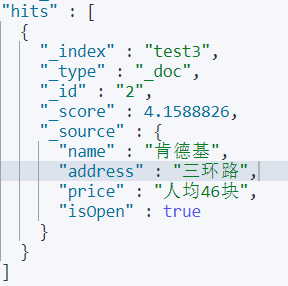 "hits" : [
{
"_index" : "test3",
"_type" : "_doc",
"_id" : "2",
"_score" : 4.1588826,
"_source" : {
"name" : "肯德基",
"address" : "三环路",
"price" : "人均46块",
"isOpen" : true
}
}
]